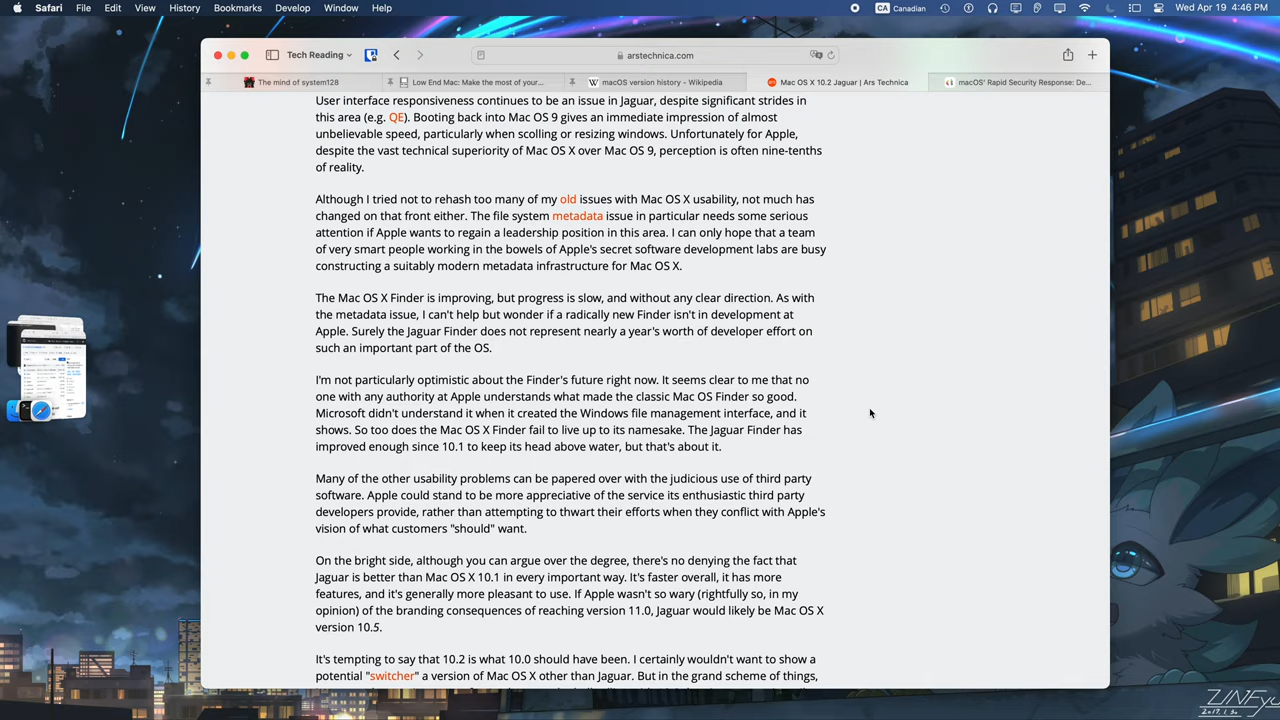 Safari File Edit View History Bookmarks Develop Window Help CA Canadian Wed Apr 19 4:46 PM
Tech Reading arstechnica.com
The mind of system128
Low End Mac: Make the most of your...
W macOS version history - Wikipedia
Mac OS X 10.2 Jaguar | Ars Technica
macOS' Rapid Security Response: De...
User interface responsiveness continues to be an issue in Jaguar, despite significant strides in
this area (e.g. QE). Booting back into Mac OS 9 gives an immediate impression of almost
unbelievable speed, particularly when scolling or resizing windows. Unfortunately for Apple,
despite the vast technical superiority of Mac OS X over Mac OS 9, perception is often nine-tenths
of reality.
Although I tried not to rehash too many of my old issues with Mac OS X usability, not much has
changed on that front either. The file system metadata issue in particular needs some serious
attention if Apple wants to regain a leadership position in this area. I can only hope that a team
of very smart people working in the bowels of Apple's secret software development labs are busy
constructing a suitably modern metadata infrastructure for Mac OS X.
The Mac OS X Finder is improving, but progress is slow, and without any clear direction. As with
the metadata issue, I can't help but wonder if a radically new Finder isn't in development at
Apple. Surely the Jaguar Finder does not represent nearly a year's worth of developer effort on
such an important part of the OS.
I'm not particularly optimistic about the Finder's future right now. It seems clear to me that no
one with any authority at Apple understands what made the classic Mac OS Finder so good.
Microsoft didn't understand it when it created the Windows file management interface, and it
shows. So too does the Mac OS X Finder fail to live up to its namesake. The Jaguar Finder has
improved enough since 10.1 to keep its head above water, but that's about it.
Many of the other usability problems can be papered over with the judicious use of third party
software. Apple could stand to be more appreciative of the service its enthusiastic third party
developers provide, rather than attempting to thwart their efforts when they conflict with Apple's
vision of what customers "should" want.
On the bright side, although you can argue over the degree, there's no denying the fact that
Jaguar is better than Mac OS X 10.1 in every important way. It's faster overall, it has more
features, and it's generally more pleasant to use. If Apple wasn't so wary (rightfully so, in my
opinion) of the branding consequences of reaching version 11.0, Jaguar would likely be Mac OS X
version 10.5.
It's tempting to say that 10.2 is what 10.0 should have been. I certainly wouldn't want to show a
potential "switcher" a version of Mac OS X other than Jaguar. But in the grand scheme of things,